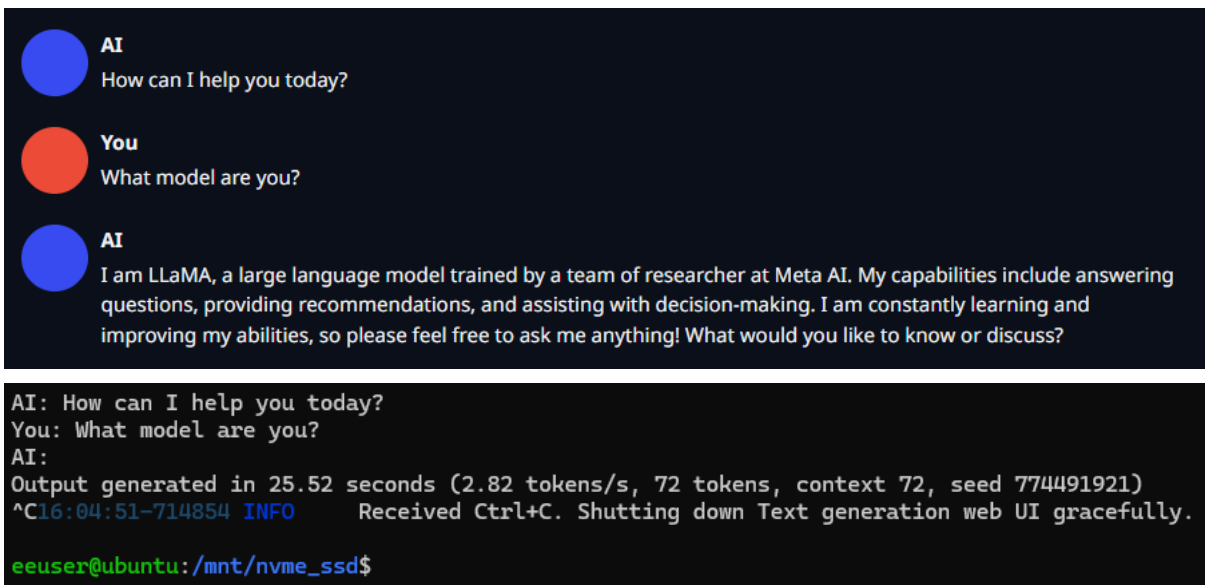 AI
How can I help you today?
You
What model are you?
AI
I am LLaMA, a large language model trained by a team of researcher at Meta AI. My capabilities include answering
questions, providing recommendations, and assisting with decision-making. I am constantly learning and
improving my abilities, so please feel free to ask me anything! What would you like to know or discuss?
AI: How can I help you today?
You: What model are you?
AI:
Output generated in 25.52 seconds (2.82 tokens/s, 72 tokens, context 72, seed 774491921)
^C16:04:51-714854 INFO     Received Ctrl+C. Shutting down Text generation web UI gracefully.
eeuser@ubuntu:/mnt/nvme_ssd$